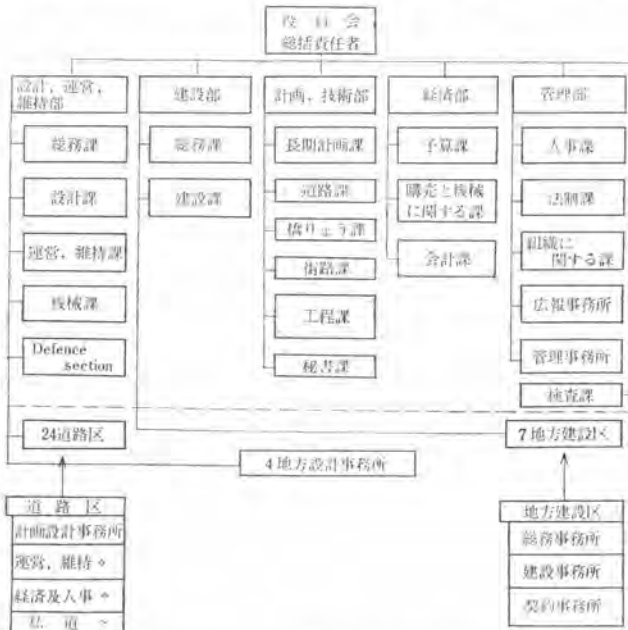 役員会
総括責任者
設計、運営、
維持部
総務課
設計課
運営、維持課
機械課
Defence
section
24道路区
建設部
総務課
建設課
計画、技術部
長期計画課
道路課
橋りょう課
街路課
工程課
秘書課
経済部
予算課
購売と機械
に関する課
会計課
管理部
人事課
法制課
組織に
関する課
広報事務所
管理事務所
検査課
7地方建設区
4地方設計事務所
道路区
計画設計事務所
運営、維持 〃
経済及人事 〃
私道 〃
地方建設区
総務事務所
建設事務所
契約事務所